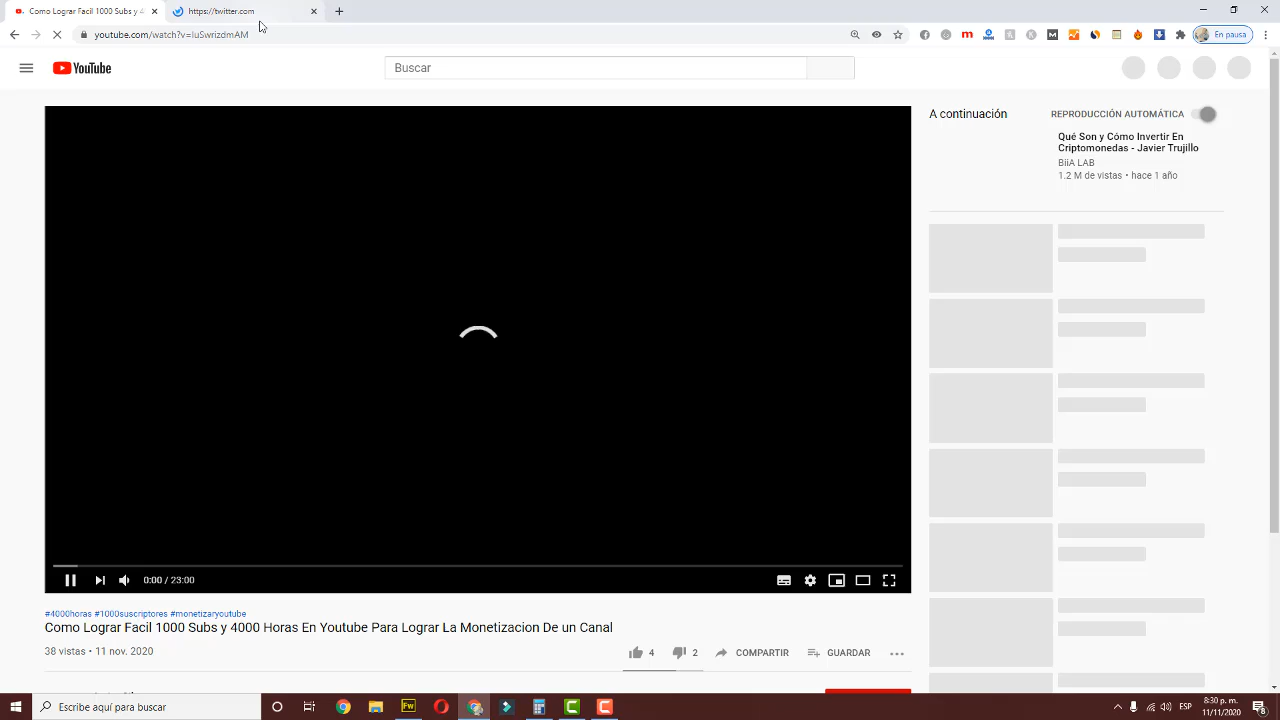 Como Lograr Facil 1000 Subs y 4
https://twitter.com
youtube.com/watch?v=iuSwrizdmAM
En pausa
YouTube
Buscar
A continuación
REPRODUCCIÓN AUTOMÁTICA
Qué Son y Cómo Invertir En
Criptomonedas - Javier Trujillo
BiiA LAB
1.2 M de vistas • hace 1 año
0:00 / 23:00
#4000horas #1000suscriptores #monetizaryoutube
Como Lograr Facil 1000 Subs y 4000 Horas En Youtube Para Lograr La Monetizacion De un Canal
38 vistas • 11 nov. 2020
4
2
COMPARTIR
GUARDAR
Escribe aquí para buscar
Fw
ESP
8:30 p. m.
11/11/2020